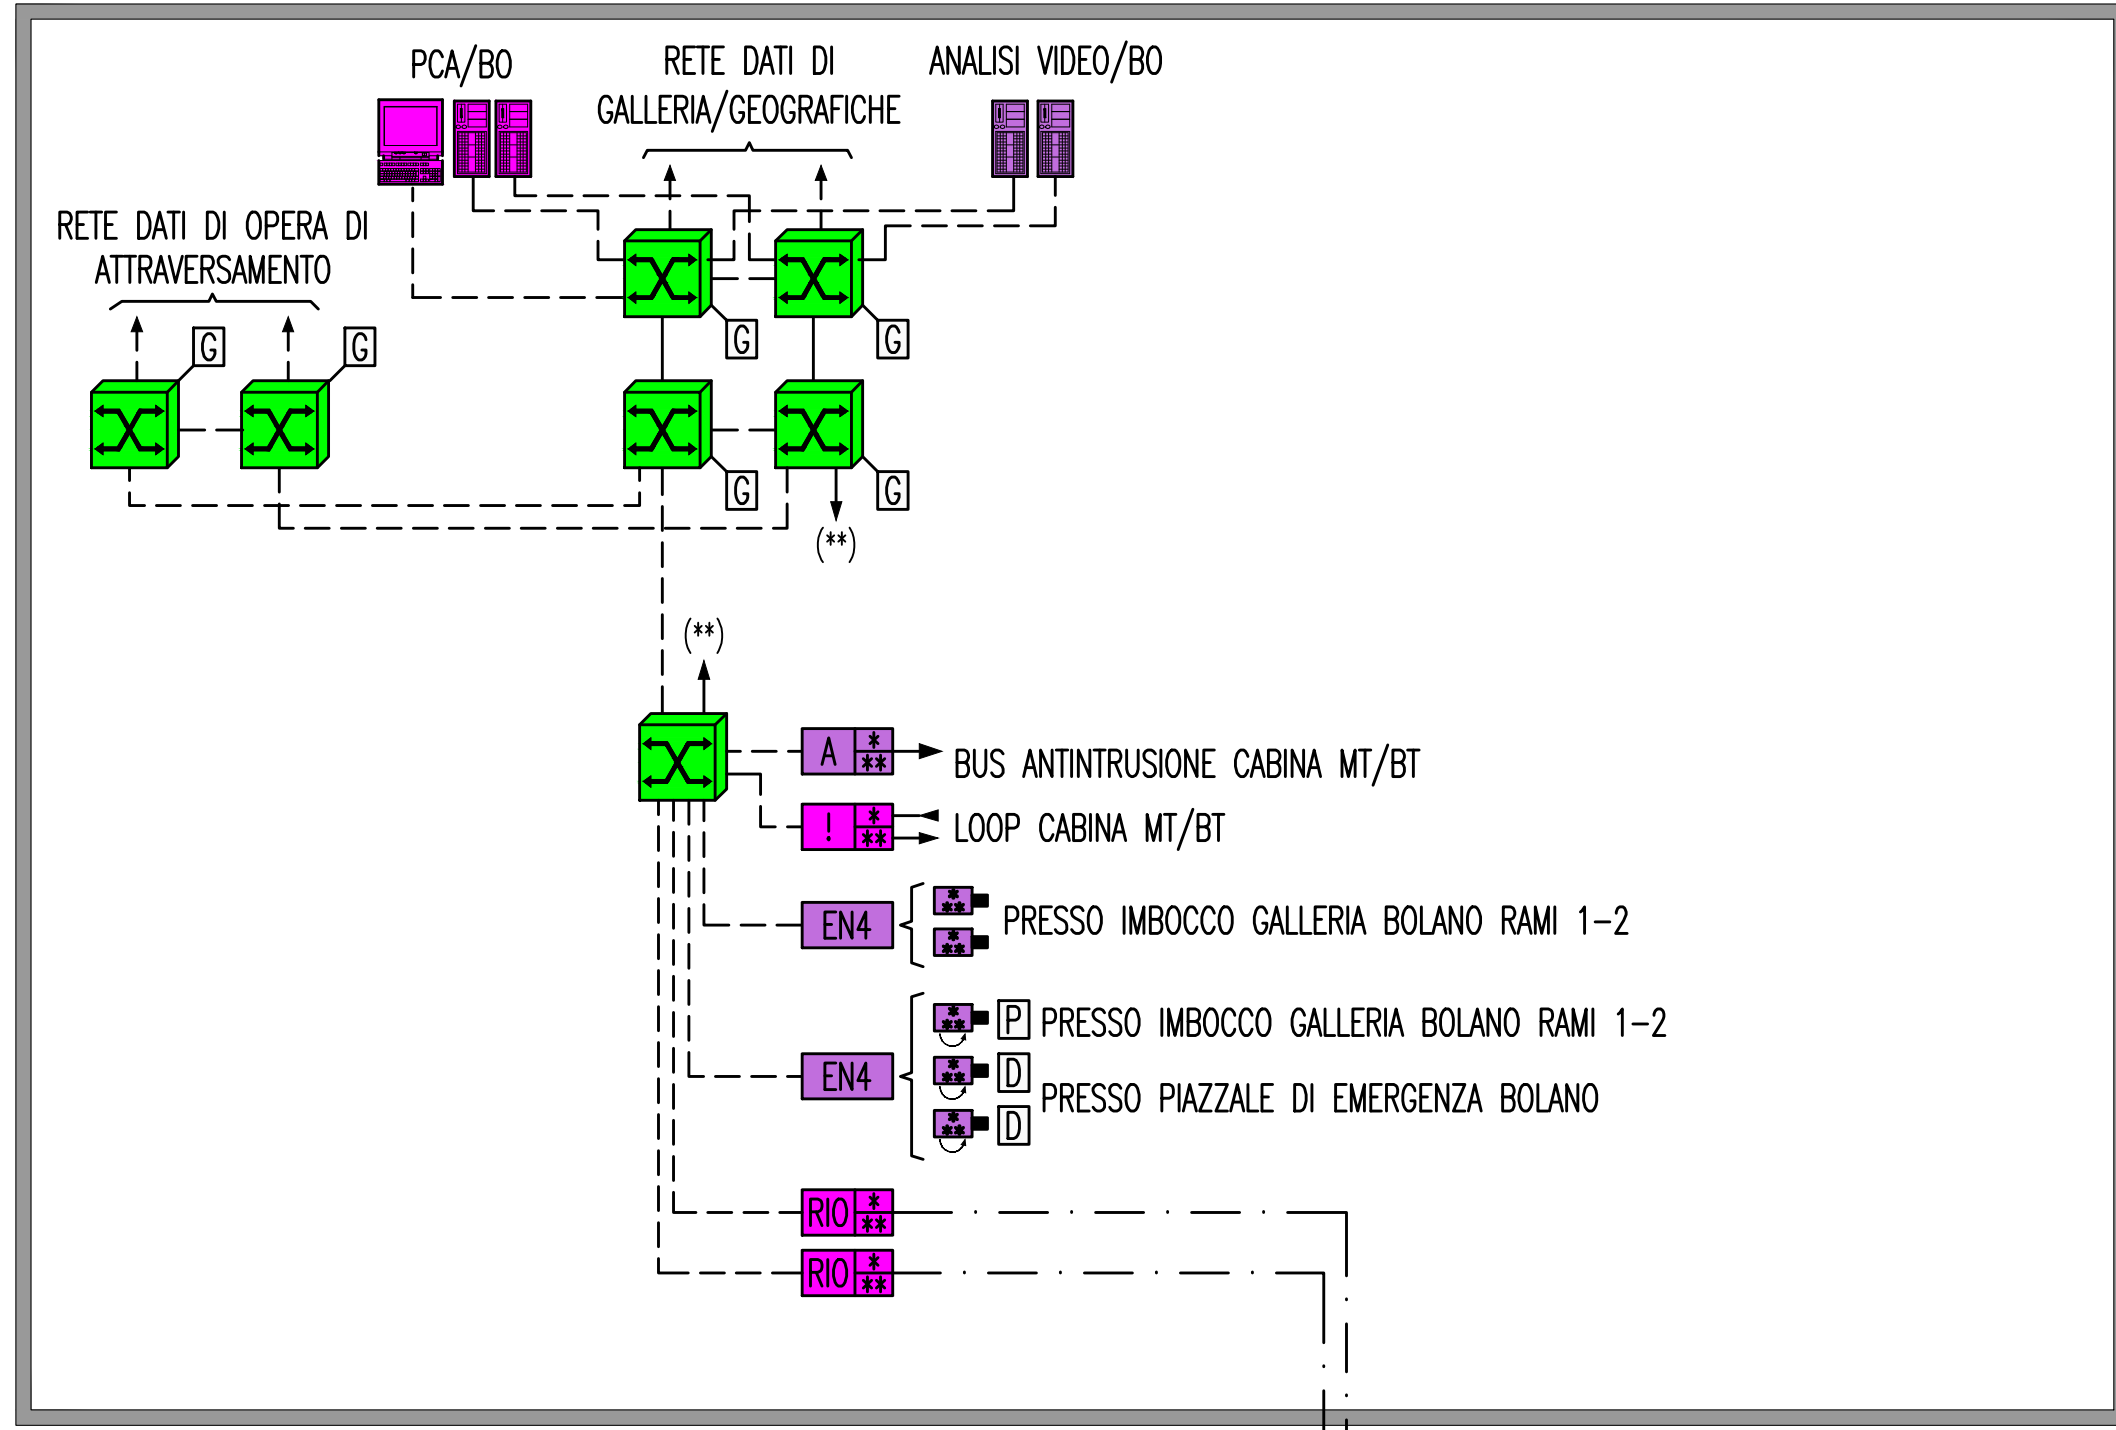 PCA/BO
RETE DATI DI
GALLERIA/GEOGRAFICHE
ANALISI VIDEO/BO
RETE DATI DI OPERA DI
ATTRAVERSAMENTO
G
G
G
G
G
G
(**)
(**)
A * **
BUS ANTINTRUSIONE CABINA MT/BT
! * **
LOOP CABINA MT/BT
EN4
* **
* **
PRESSO IMBOCCO GALLERIA BOLANO RAMI 1-2
* ** P PRESSO IMBOCCO GALLERIA BOLANO RAMI 1-2
EN4
* ** D
PRESSO PIAZZALE DI EMERGENZA BOLANO
* ** D
RIO * **
RIO * **